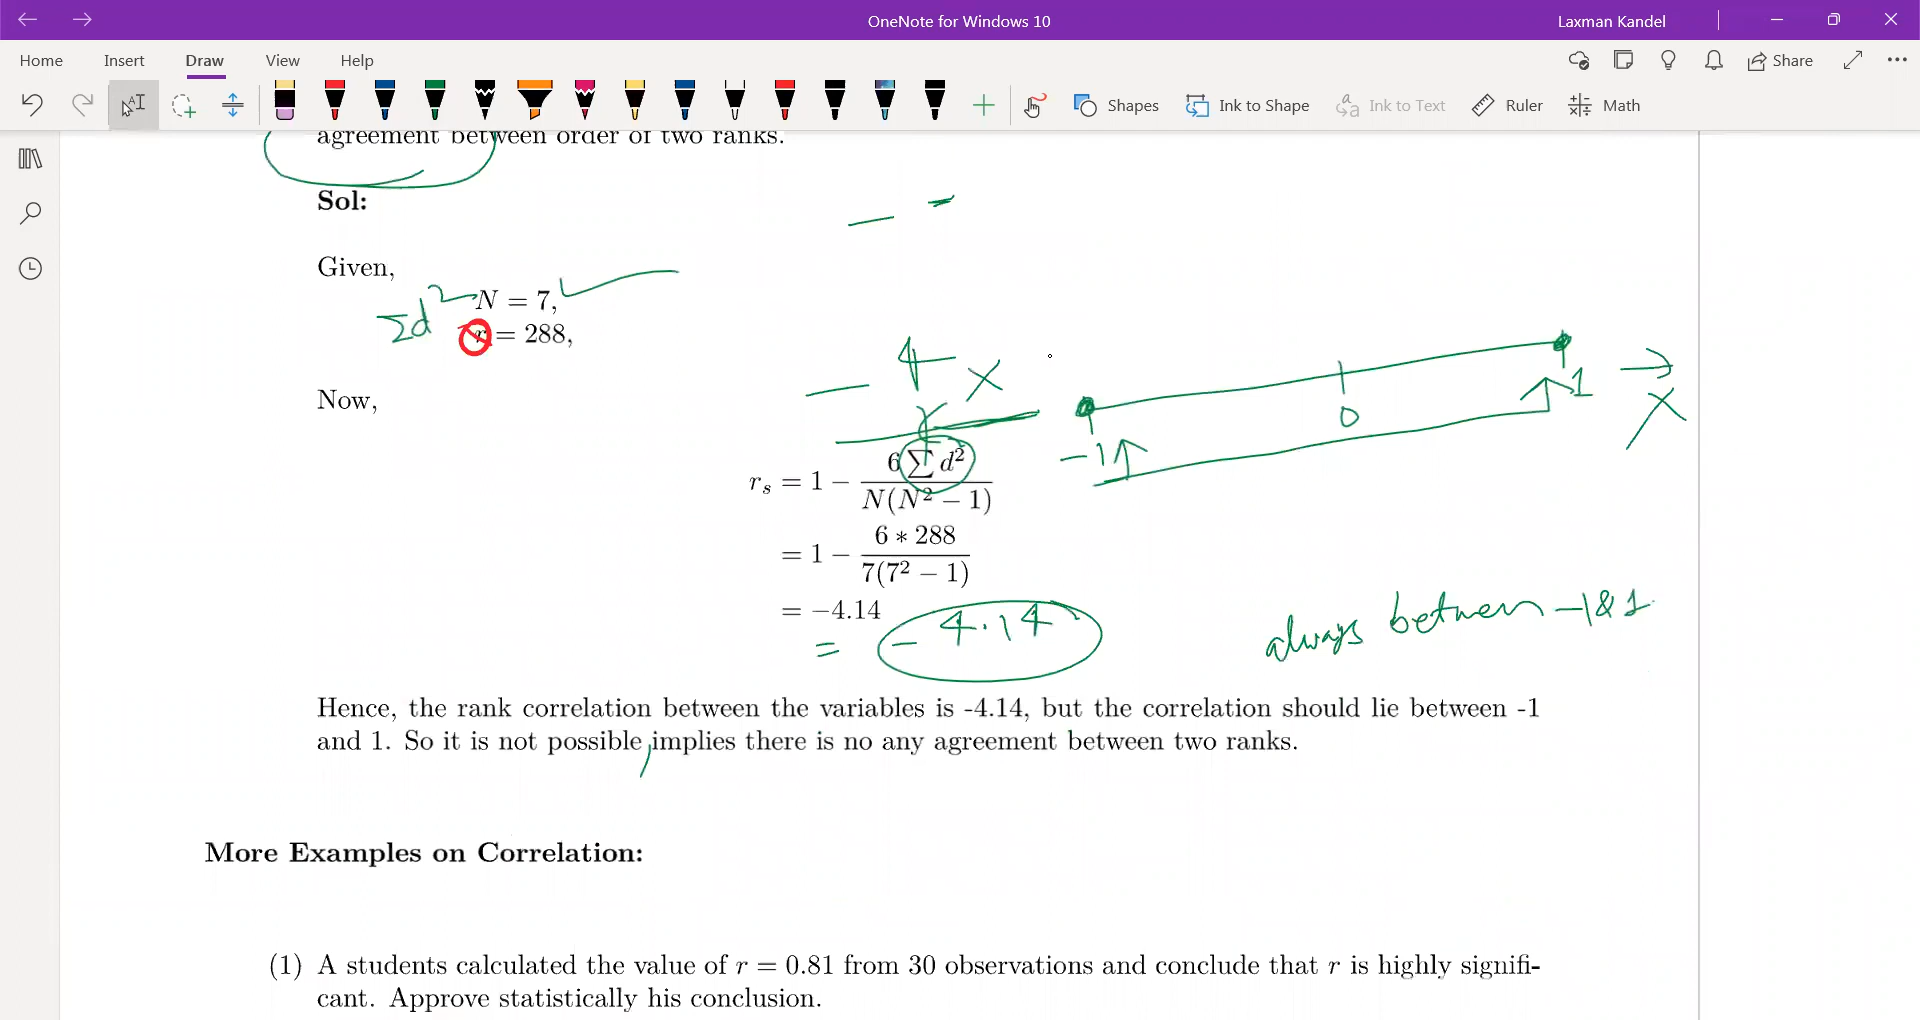 OneNote for Windows 10
Laxman Kandel
Home Insert Draw View Help
Share
Shapes Ink to Shape Ink to Text Ruler Math
agreement between order of two ranks.
Sol:
Given,
N = 7,
Σd² r = 288,
Now,
− 4 X
-1 0 1
X
r_s = 1 − 6 ∑ d² / N(N² − 1)
= 1 − 6 ∗ 288 / 7(7² − 1)
= −4.14
= - 4.14
always between -1 & 1
Hence, the rank correlation between the variables is -4.14, but the correlation should lie between -1
and 1. So it is not possible, implies there is no any agreement between two ranks.
More Examples on Correlation:
(1) A students calculated the value of r = 0.81 from 30 observations and conclude that r is highly signifi-
cant. Approve statistically his conclusion.